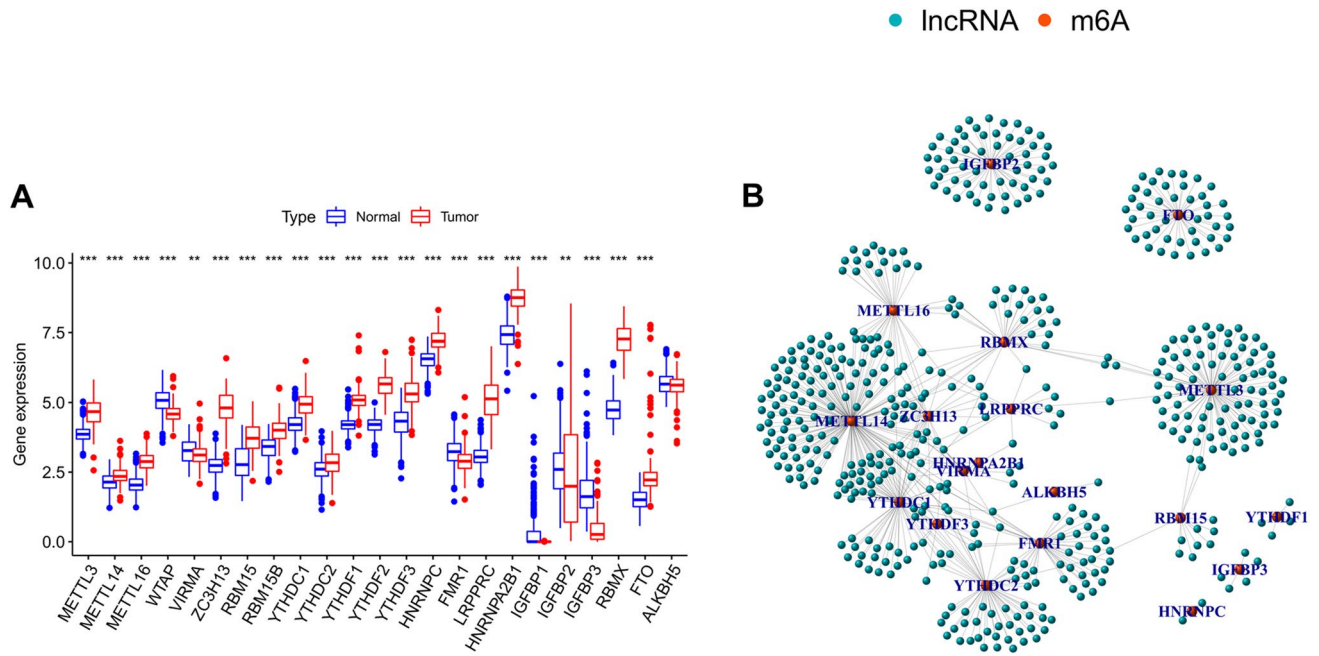 lncRNA m6A
A
Type Normal Tumor
Gene expression
*** *** *** *** ** *** *** *** *** *** *** *** *** *** *** *** *** *** ** *** *** ***
10.0
7.5
5.0
2.5
0.0
METTL3
METTL14
METTL16
WTAP
VIRMA
ZC3H13
RBM15
RBM15B
YTHDC1
YTHDC2
YTHDF1
YTHDF2
YTHDF3
HNRNPC
FMR1
LRPPRC
HNRNPA2B1
IGFBP1
IGFBP2
IGFBP3
RBMX
FTO
ALKBH5
B
IGFBP2
FTO
METTL16
RBMX
METTL3
LRPPRC
ZC3H13
METTL14
HNRNPA2B1
VIRMA
ALKBH5
YTHDC1
YTHDF3
RBM15
YTHDF1
FMR1
IGFBP3
YTHDC2
HNRNPC